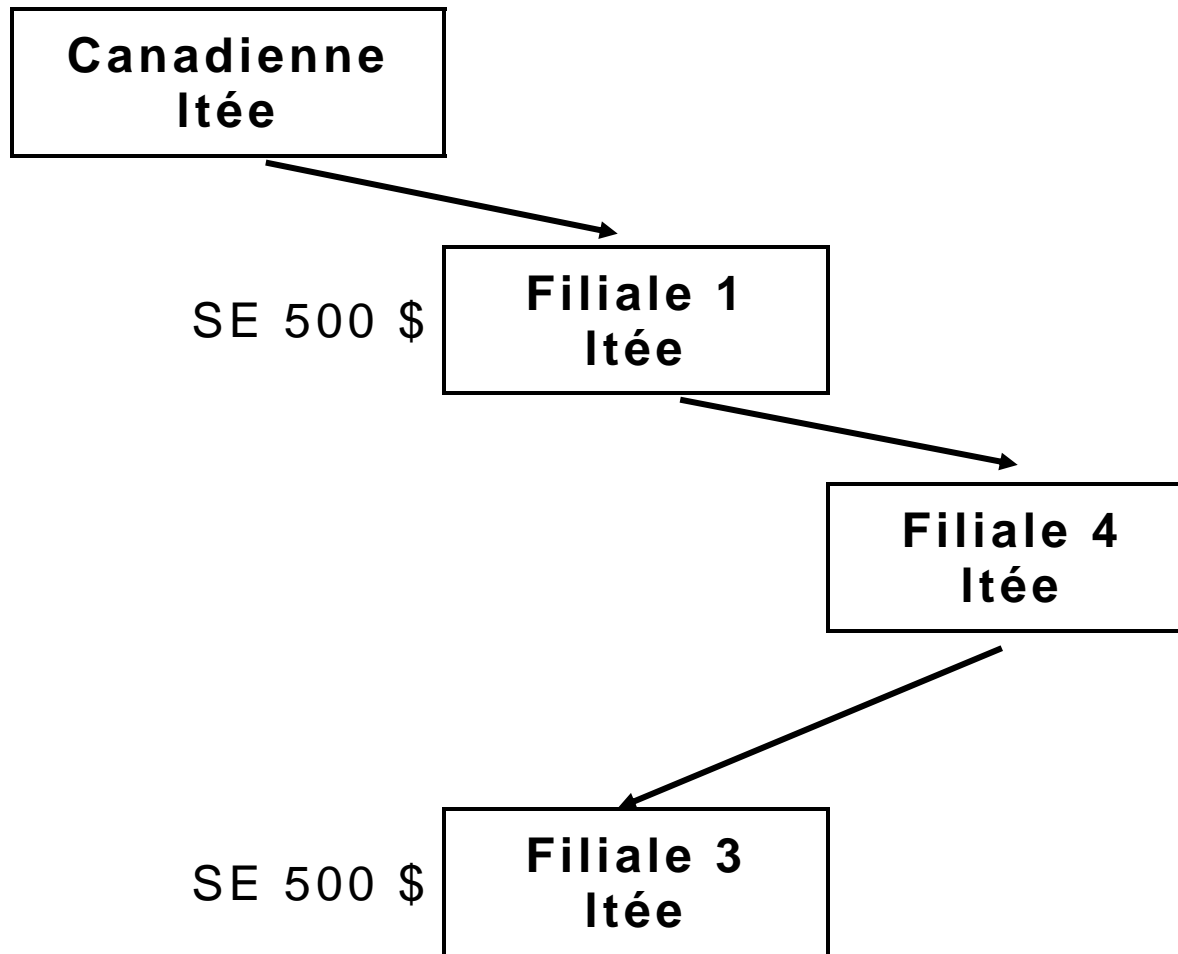 Canadienne
ltée
SE 500 $
Filiale 1
ltée
Filiale 4
ltée
SE 500 $
Filiale 3
ltée